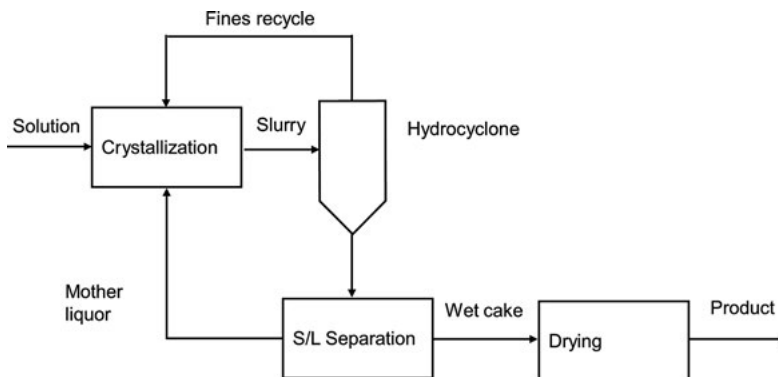 Fines recycle
Solution
Crystallization
Slurry
Hydrocyclone
Mother
liquor
S/L Separation
Wet cake
Drying
Product